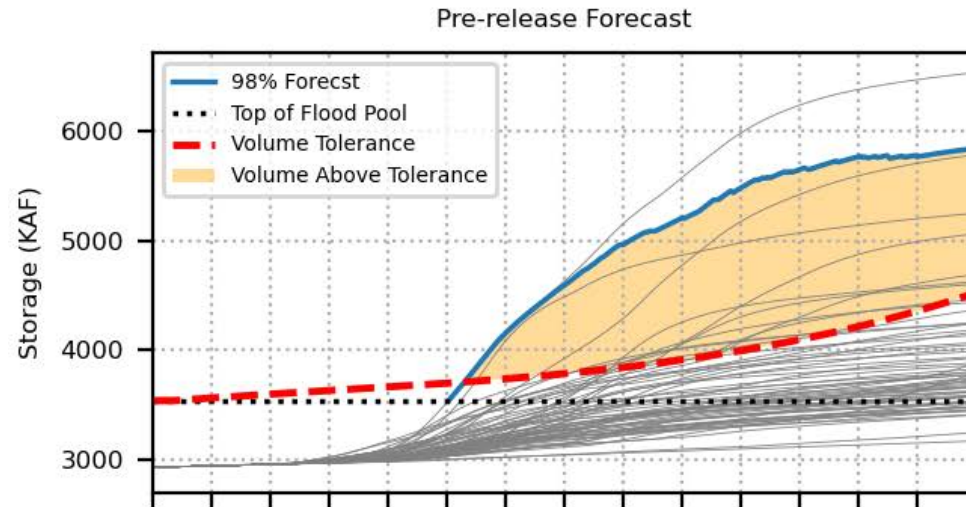 Pre-release Forecast
98% Forecst
Top of Flood Pool
Volume Tolerance
Volume Above Tolerance
Storage (KAF)
6000
5000
4000
3000